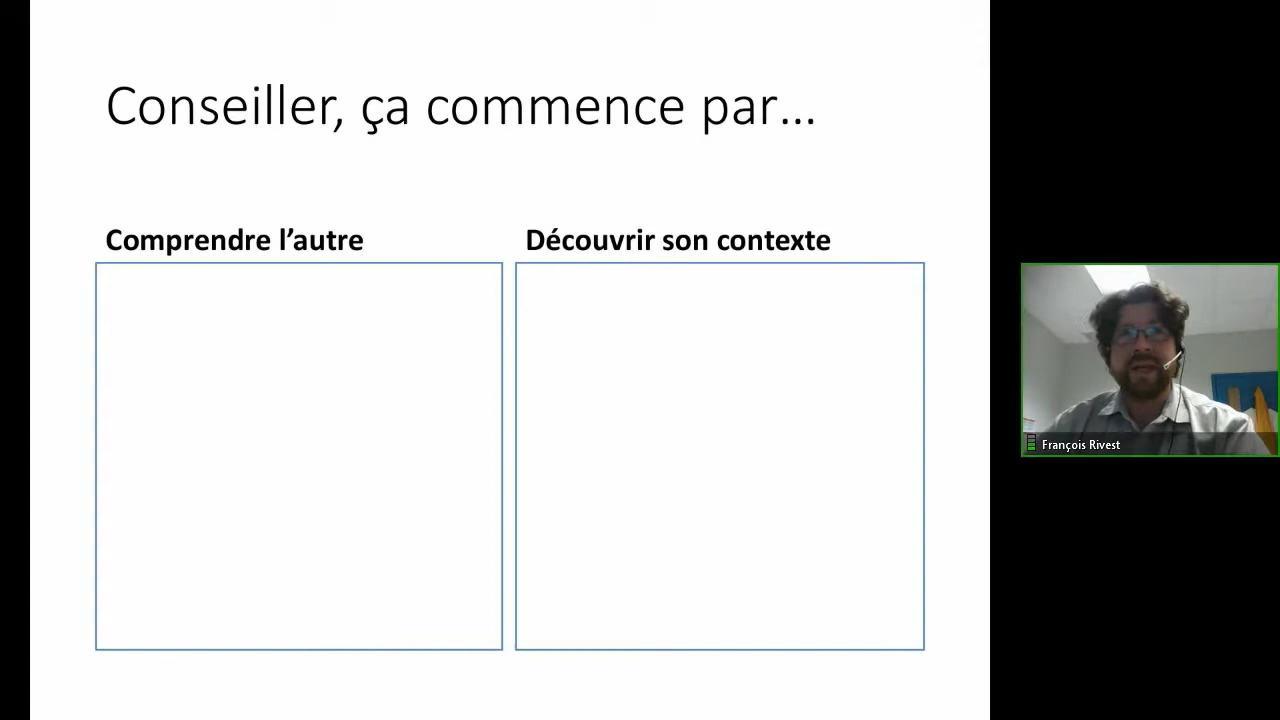 Conseiller, ça commence par...
Comprendre l’autre
Découvrir son contexte
François Rivest